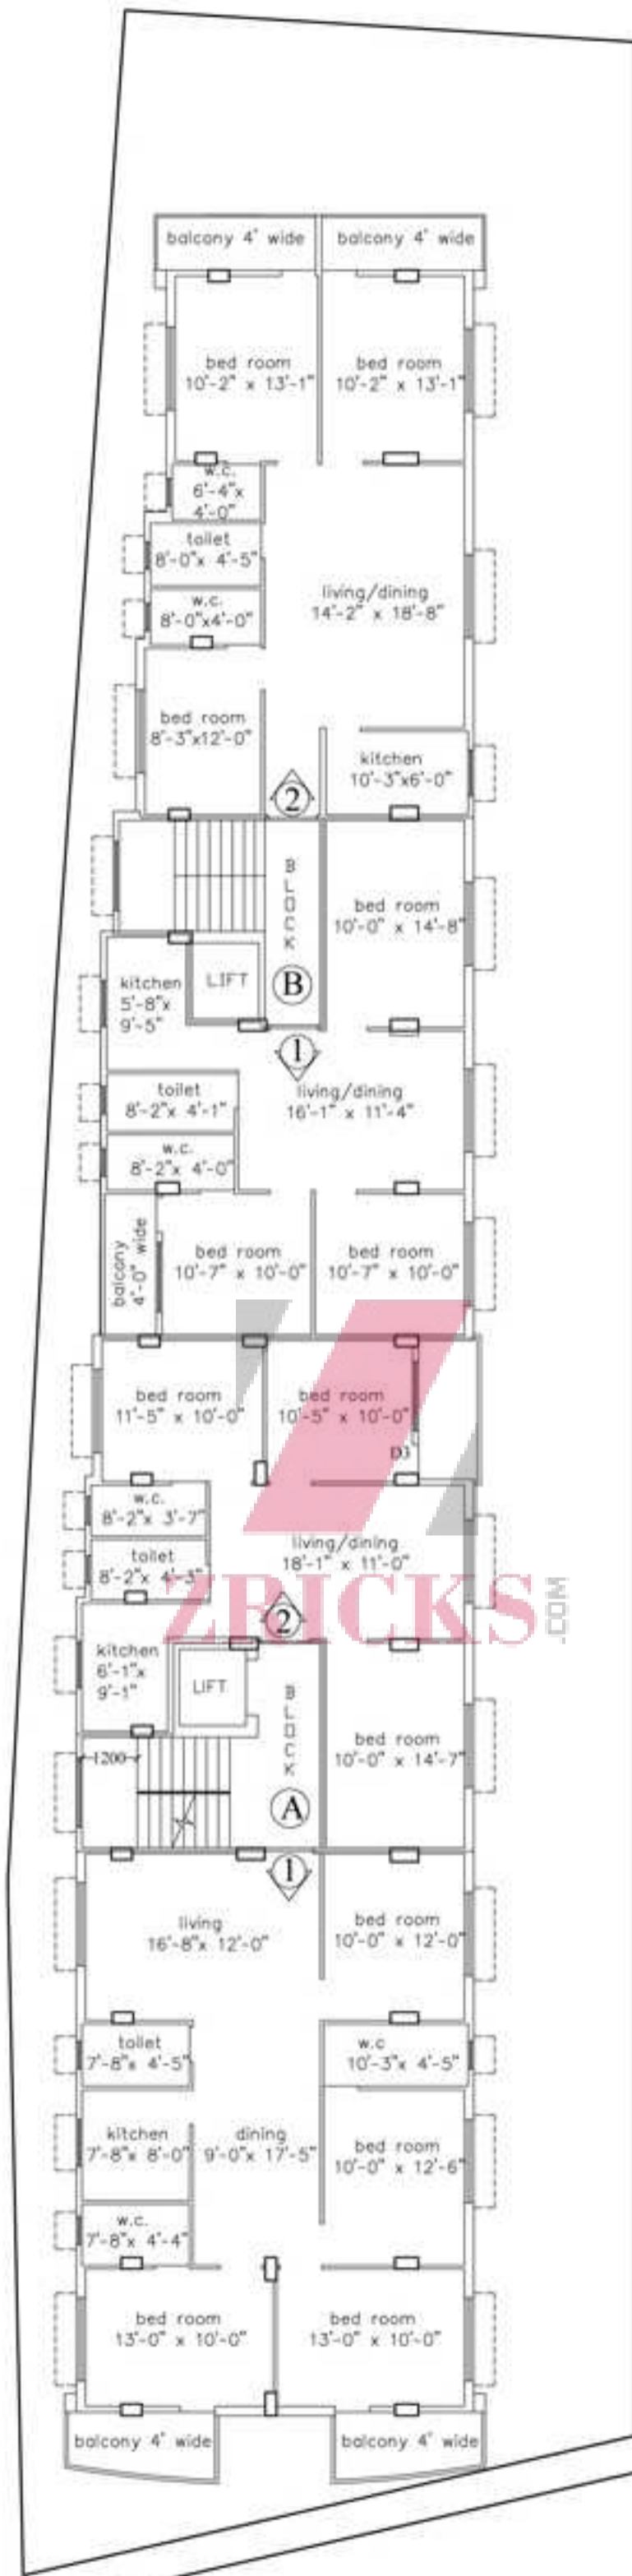 balcony 4' wide
balcony 4' wide
bed room
10'-2" x 13'-1"
bed room
10'-2" x 13'-1"
w.c.
6'-4"x
4'-0"
toilet
8'-0"x 4'-5"
w.c.
8'-0"x4'-0"
living/dining
14'-2" x 18'-8"
bed room
8'-3"x12'-0"
kitchen
10'-3"x6'-0"
2
BLOCK
B
bed room
10'-0" x 14'-8"
kitchen
5'-8"x
9'-5"
LIFT
1
toilet
8'-2"x 4'-1"
living/dining
16'-1" x 11'-4"
w.c.
8'-2"x 4'-0"
balcony
4'-0" wide
bed room
10'-7" x 10'-0"
bed room
10'-7" x 10'-0"
bed room
11'-5" x 10'-0"
bed room
10'-5" x 10'-0"
D3
w.c.
8'-2"x 3'-7"
toilet
8'-2"x 4'-3"
living/dining
18'-1" x 11'-0"
ZRICKS.COM
2
kitchen
6'-1"x
9'-1"
LIFT
BLOCK
A
bed room
10'-0" x 14'-7"
1200
1
living
16'-8"x 12'-0"
bed room
10'-0" x 12'-0"
toilet
7'-8"x 4'-5"
w.c
10'-3"x 4'-5"
kitchen
7'-8"x 8'-0"
dining
9'-0"x 17'-5"
bed room
10'-0" x 12'-6"
w.c.
7'-8"x 4'-4"
bed room
13'-0" x 10'-0"
bed room
13'-0" x 10'-0"
balcony 4' wide
balcony 4' wide